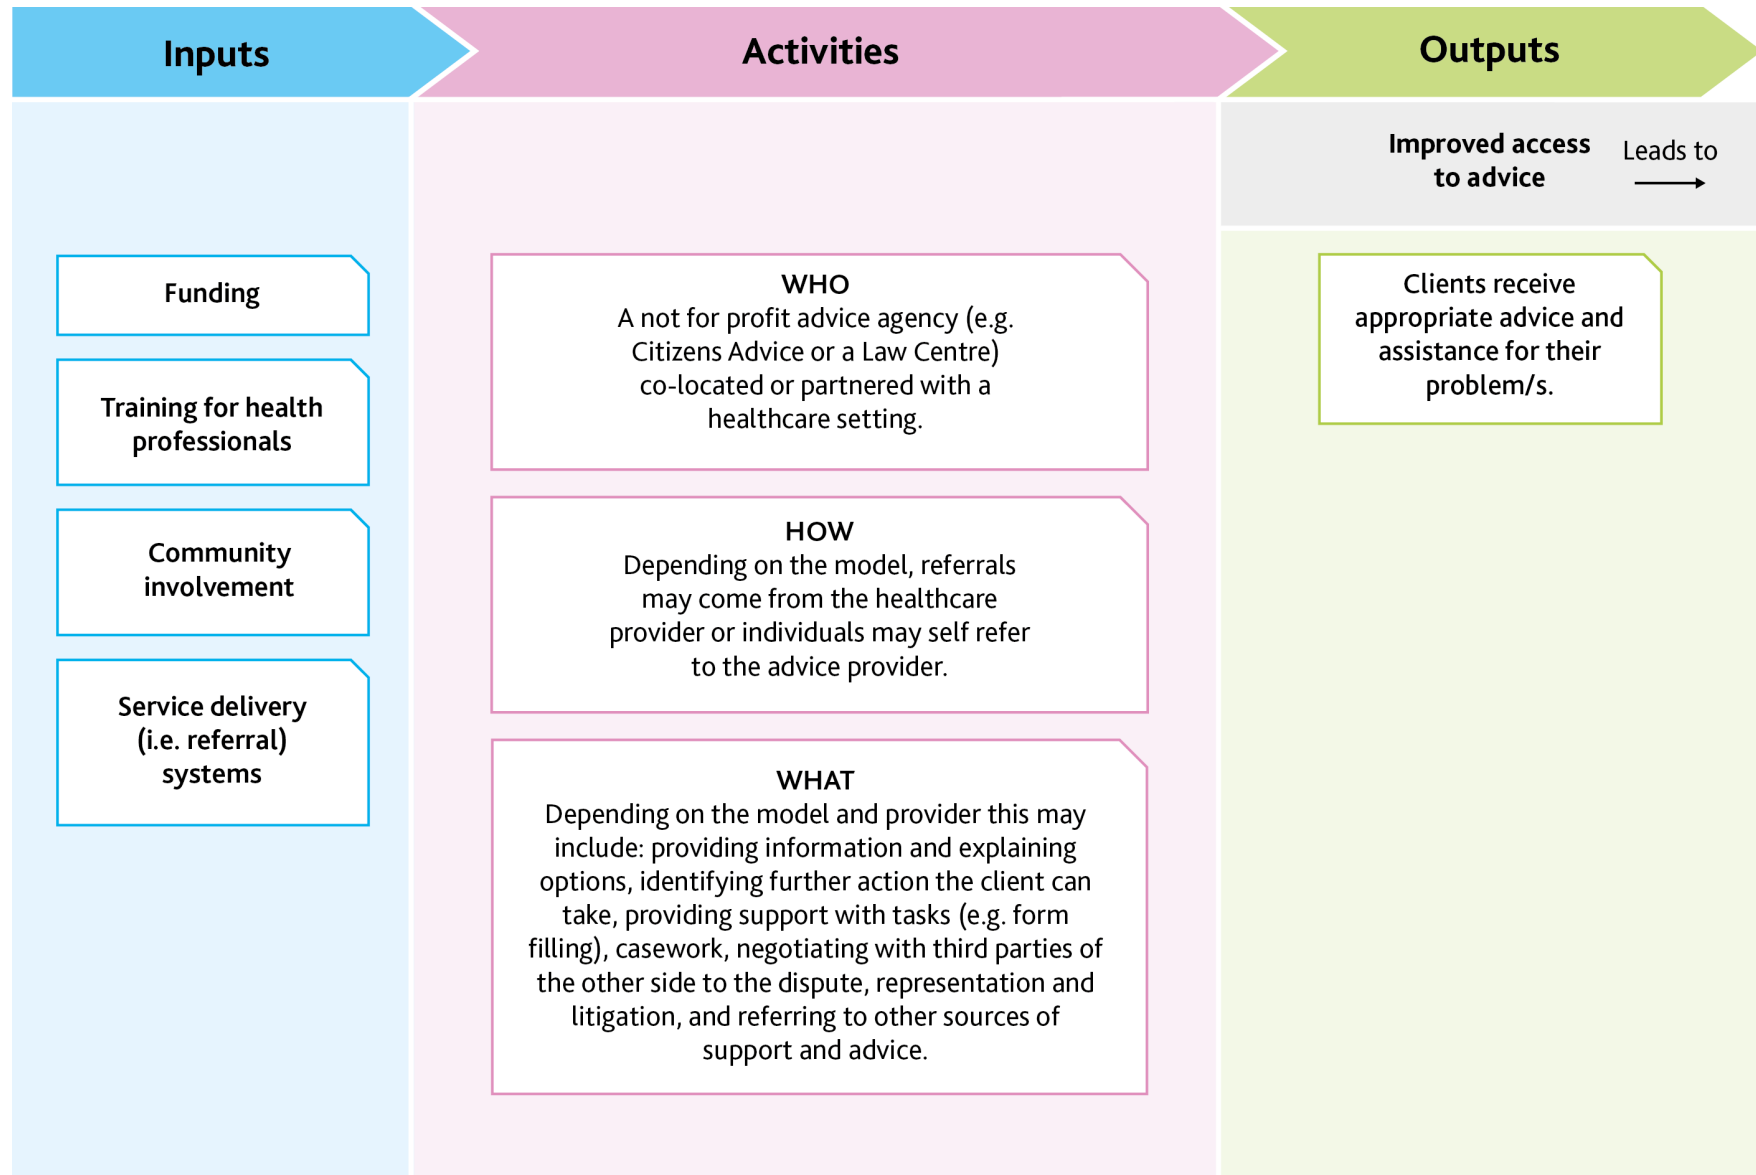 Inputs
Activities
Outputs
Improved access
to advice
Leads to
Funding
Training for health
professionals
Community
involvement
Service delivery
(i.e. referral)
systems
WHO
A not for profit advice agency (e.g.
Citizens Advice or a Law Centre)
co-located or partnered with a
healthcare setting.
HOW
Depending on the model, referrals
may come from the healthcare
provider or individuals may self refer
to the advice provider.
WHAT
Depending on the model and provider this may
include: providing information and explaining
options, identifying further action the client can
take, providing support with tasks (e.g. form
filling), casework, negotiating with third parties of
the other side to the dispute, representation and
litigation, and referring to other sources of
support and advice.
Clients receive
appropriate advice and
assistance for their
problem/s.